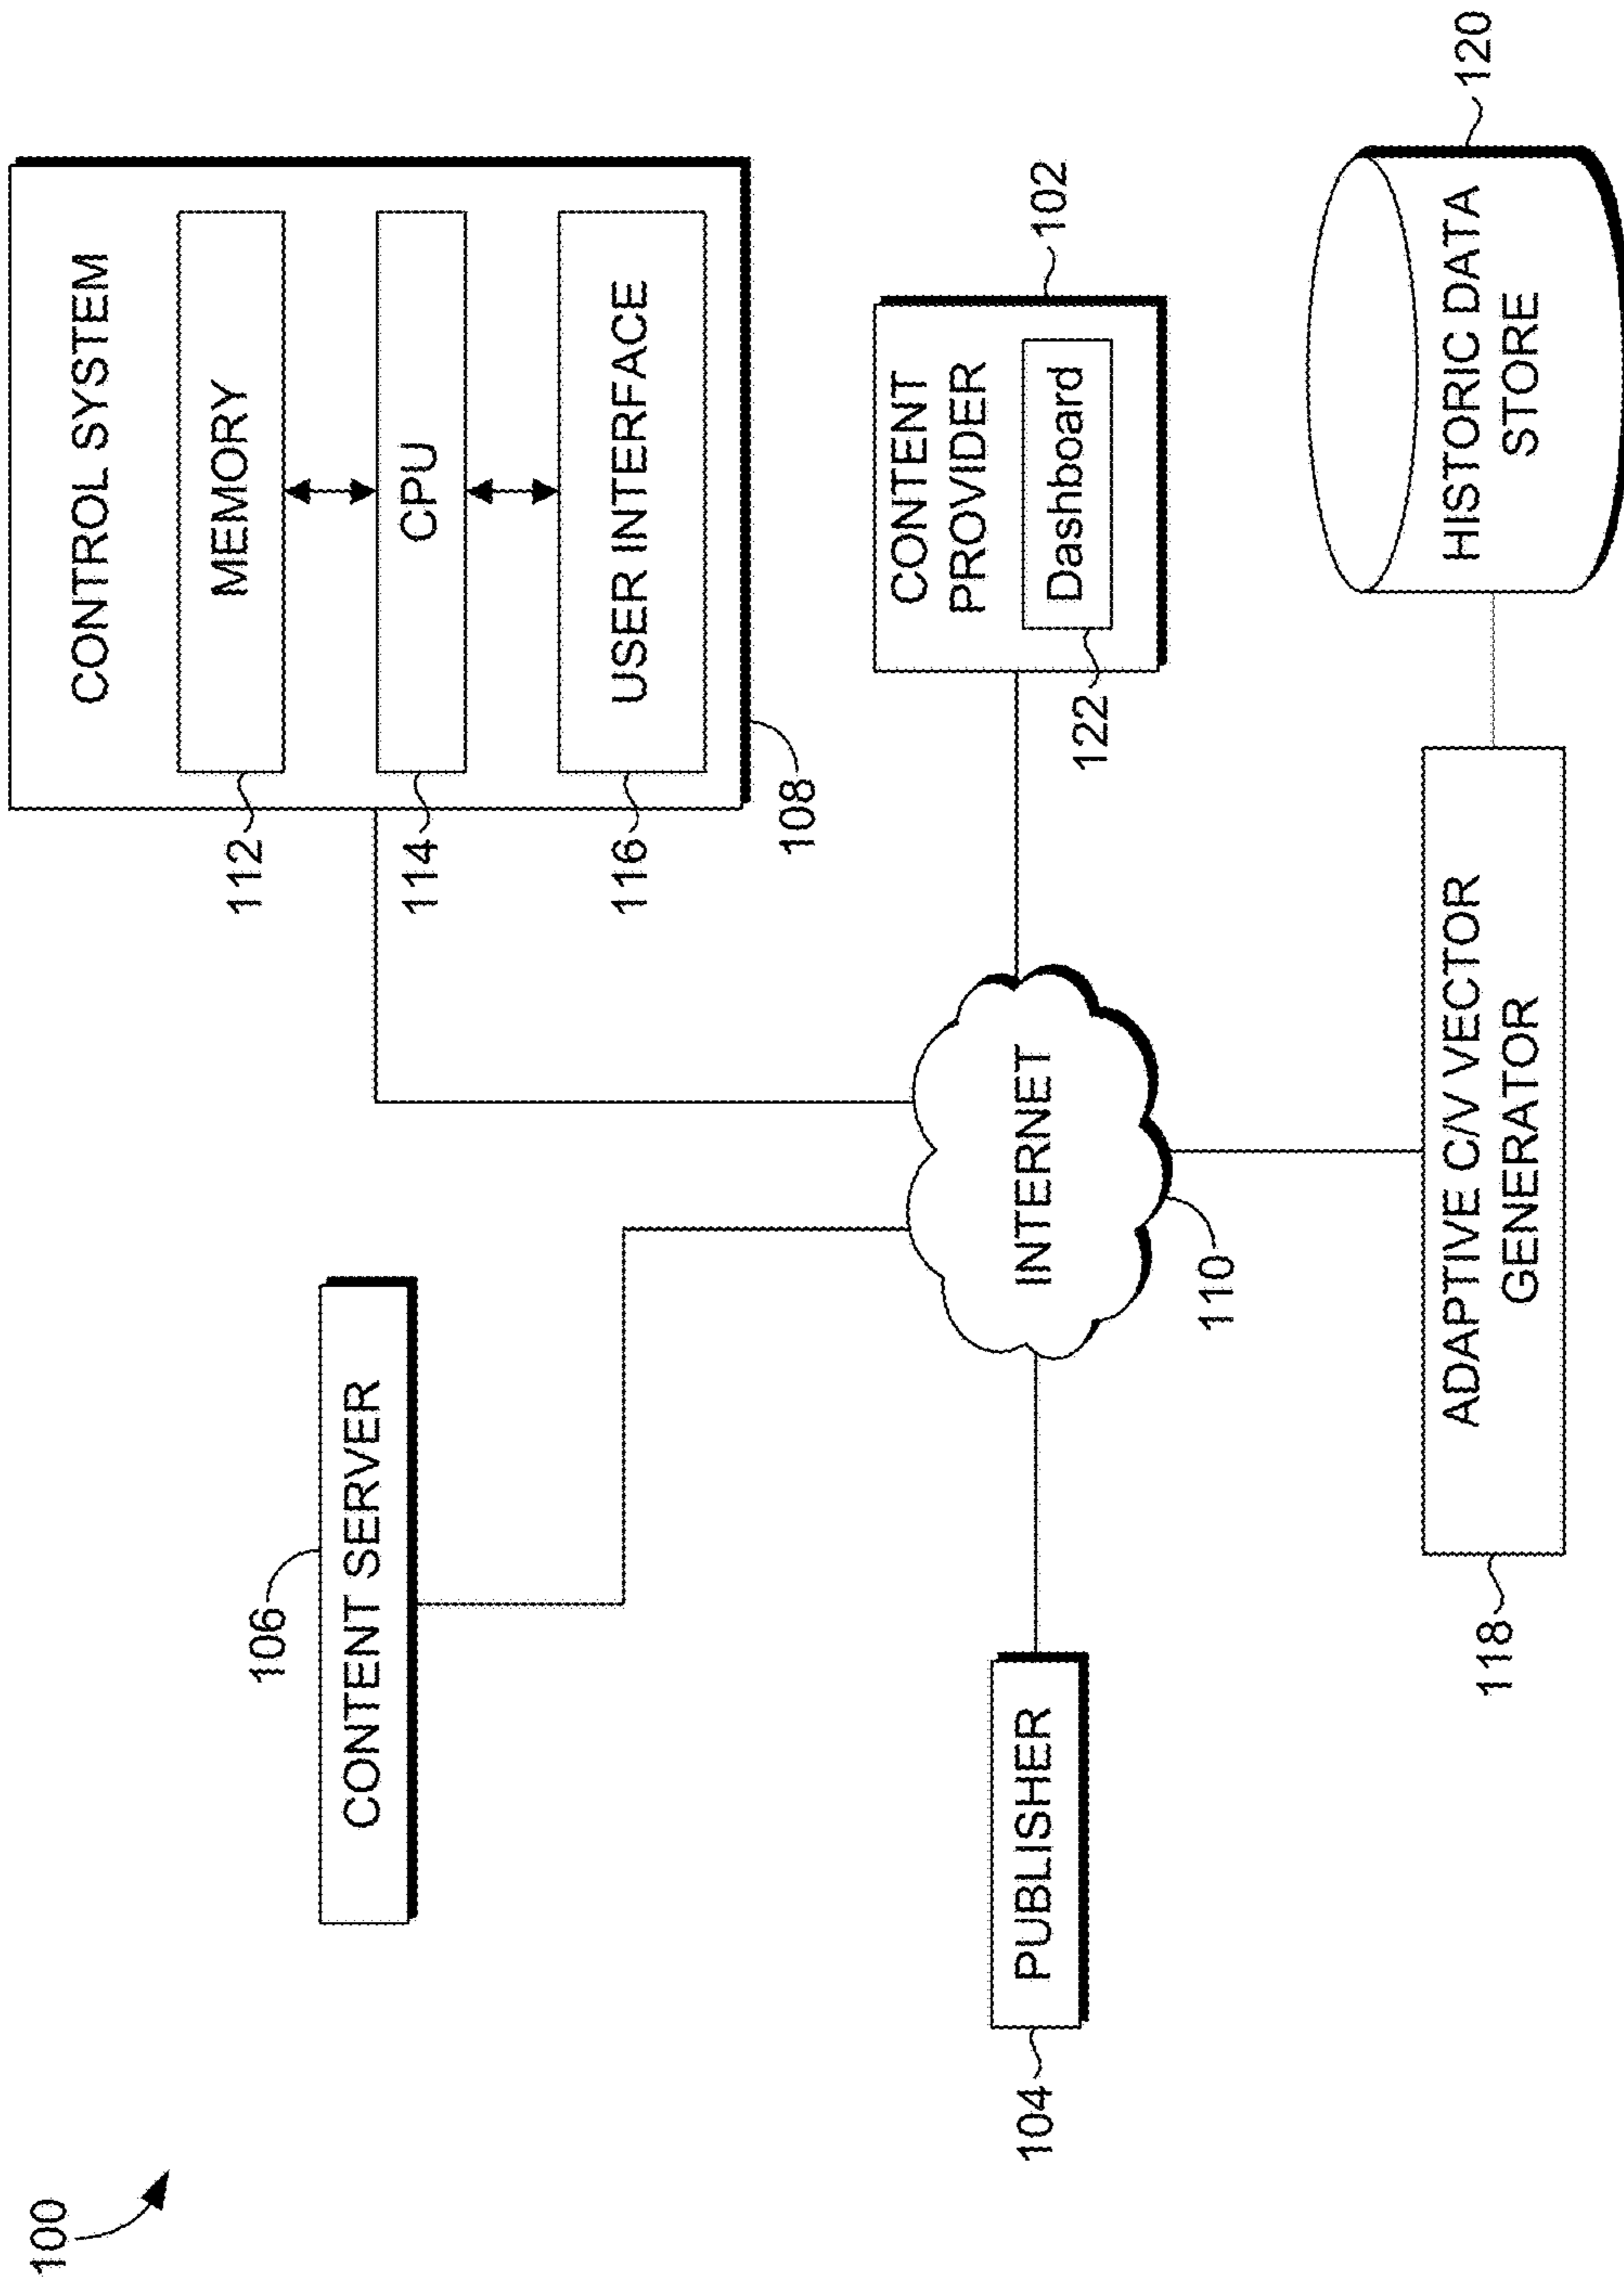 100
106
CONTENT SERVER
CONTROL SYSTEM
MEMORY
112
CPU
114
USER INTERFACE
116
108
PUBLISHER
104
INTERNET
110
CONTENT
PROVIDER
Dashboard
102
122
ADAPTIVE C/V VECTOR
GENERATOR
118
HISTORIC DATA
STORE
120